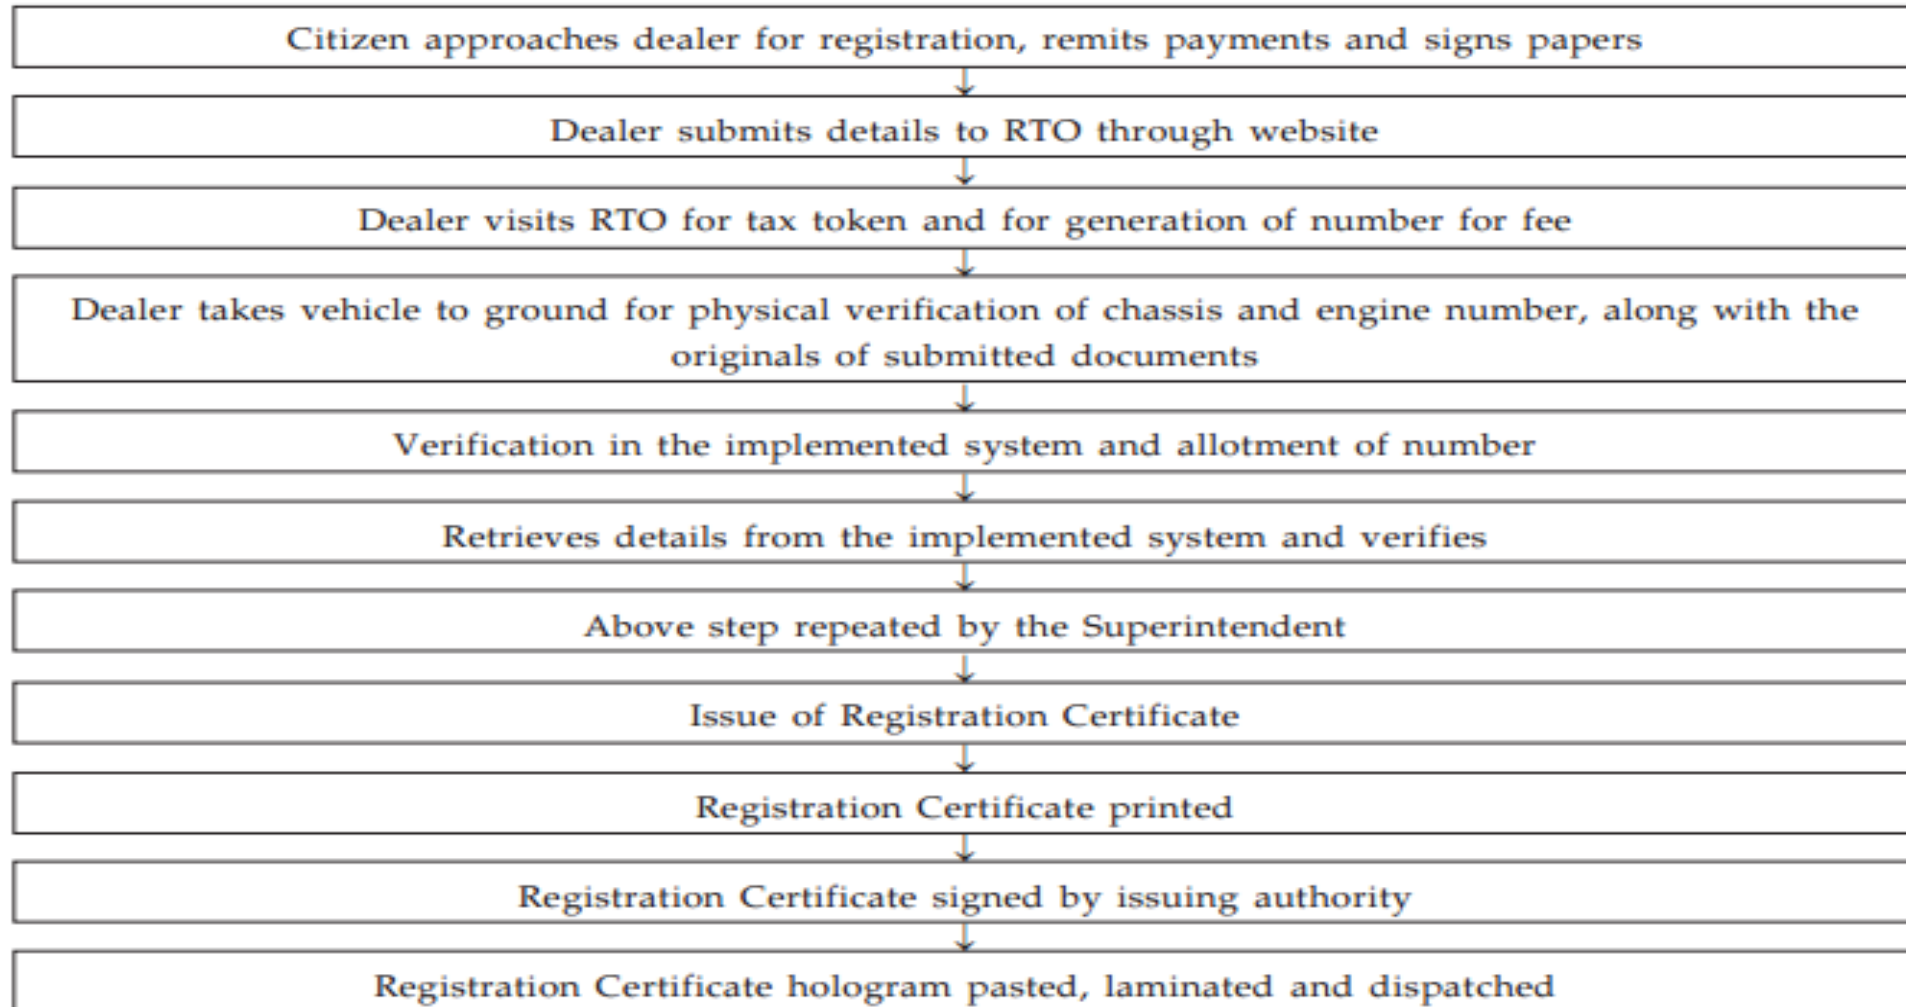 Citizen approaches dealer for registration, remits payments and signs papers
Dealer submits details to RTO through website
Dealer visits RTO for tax token and for generation of number for fee
Dealer takes vehicle to ground for physical verification of chassis and engine number, along with the
originals of submitted documents
Verification in the implemented system and allotment of number
Retrieves details from the implemented system and verifies
Above step repeated by the Superintendent
Issue of Registration Certificate
Registration Certificate printed
Registration Certificate signed by issuing authority
Registration Certificate hologram pasted, laminated and dispatched